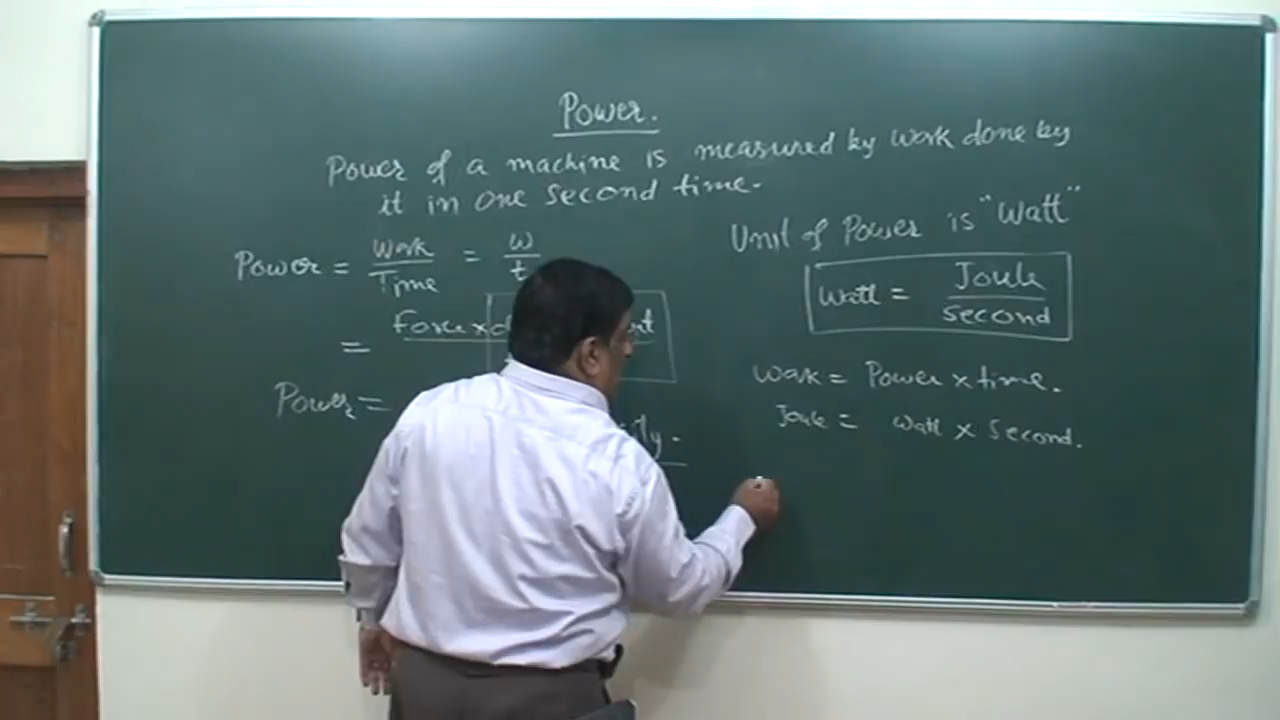 Power.
Power of a machine is measured by work done by
it in one second time.
Power = Work / Time = w / t
= Force x
Power =
Unit of Power is "Watt"
Watt = Joule / second
Work = Power x time.
Joule = Watt x Second.